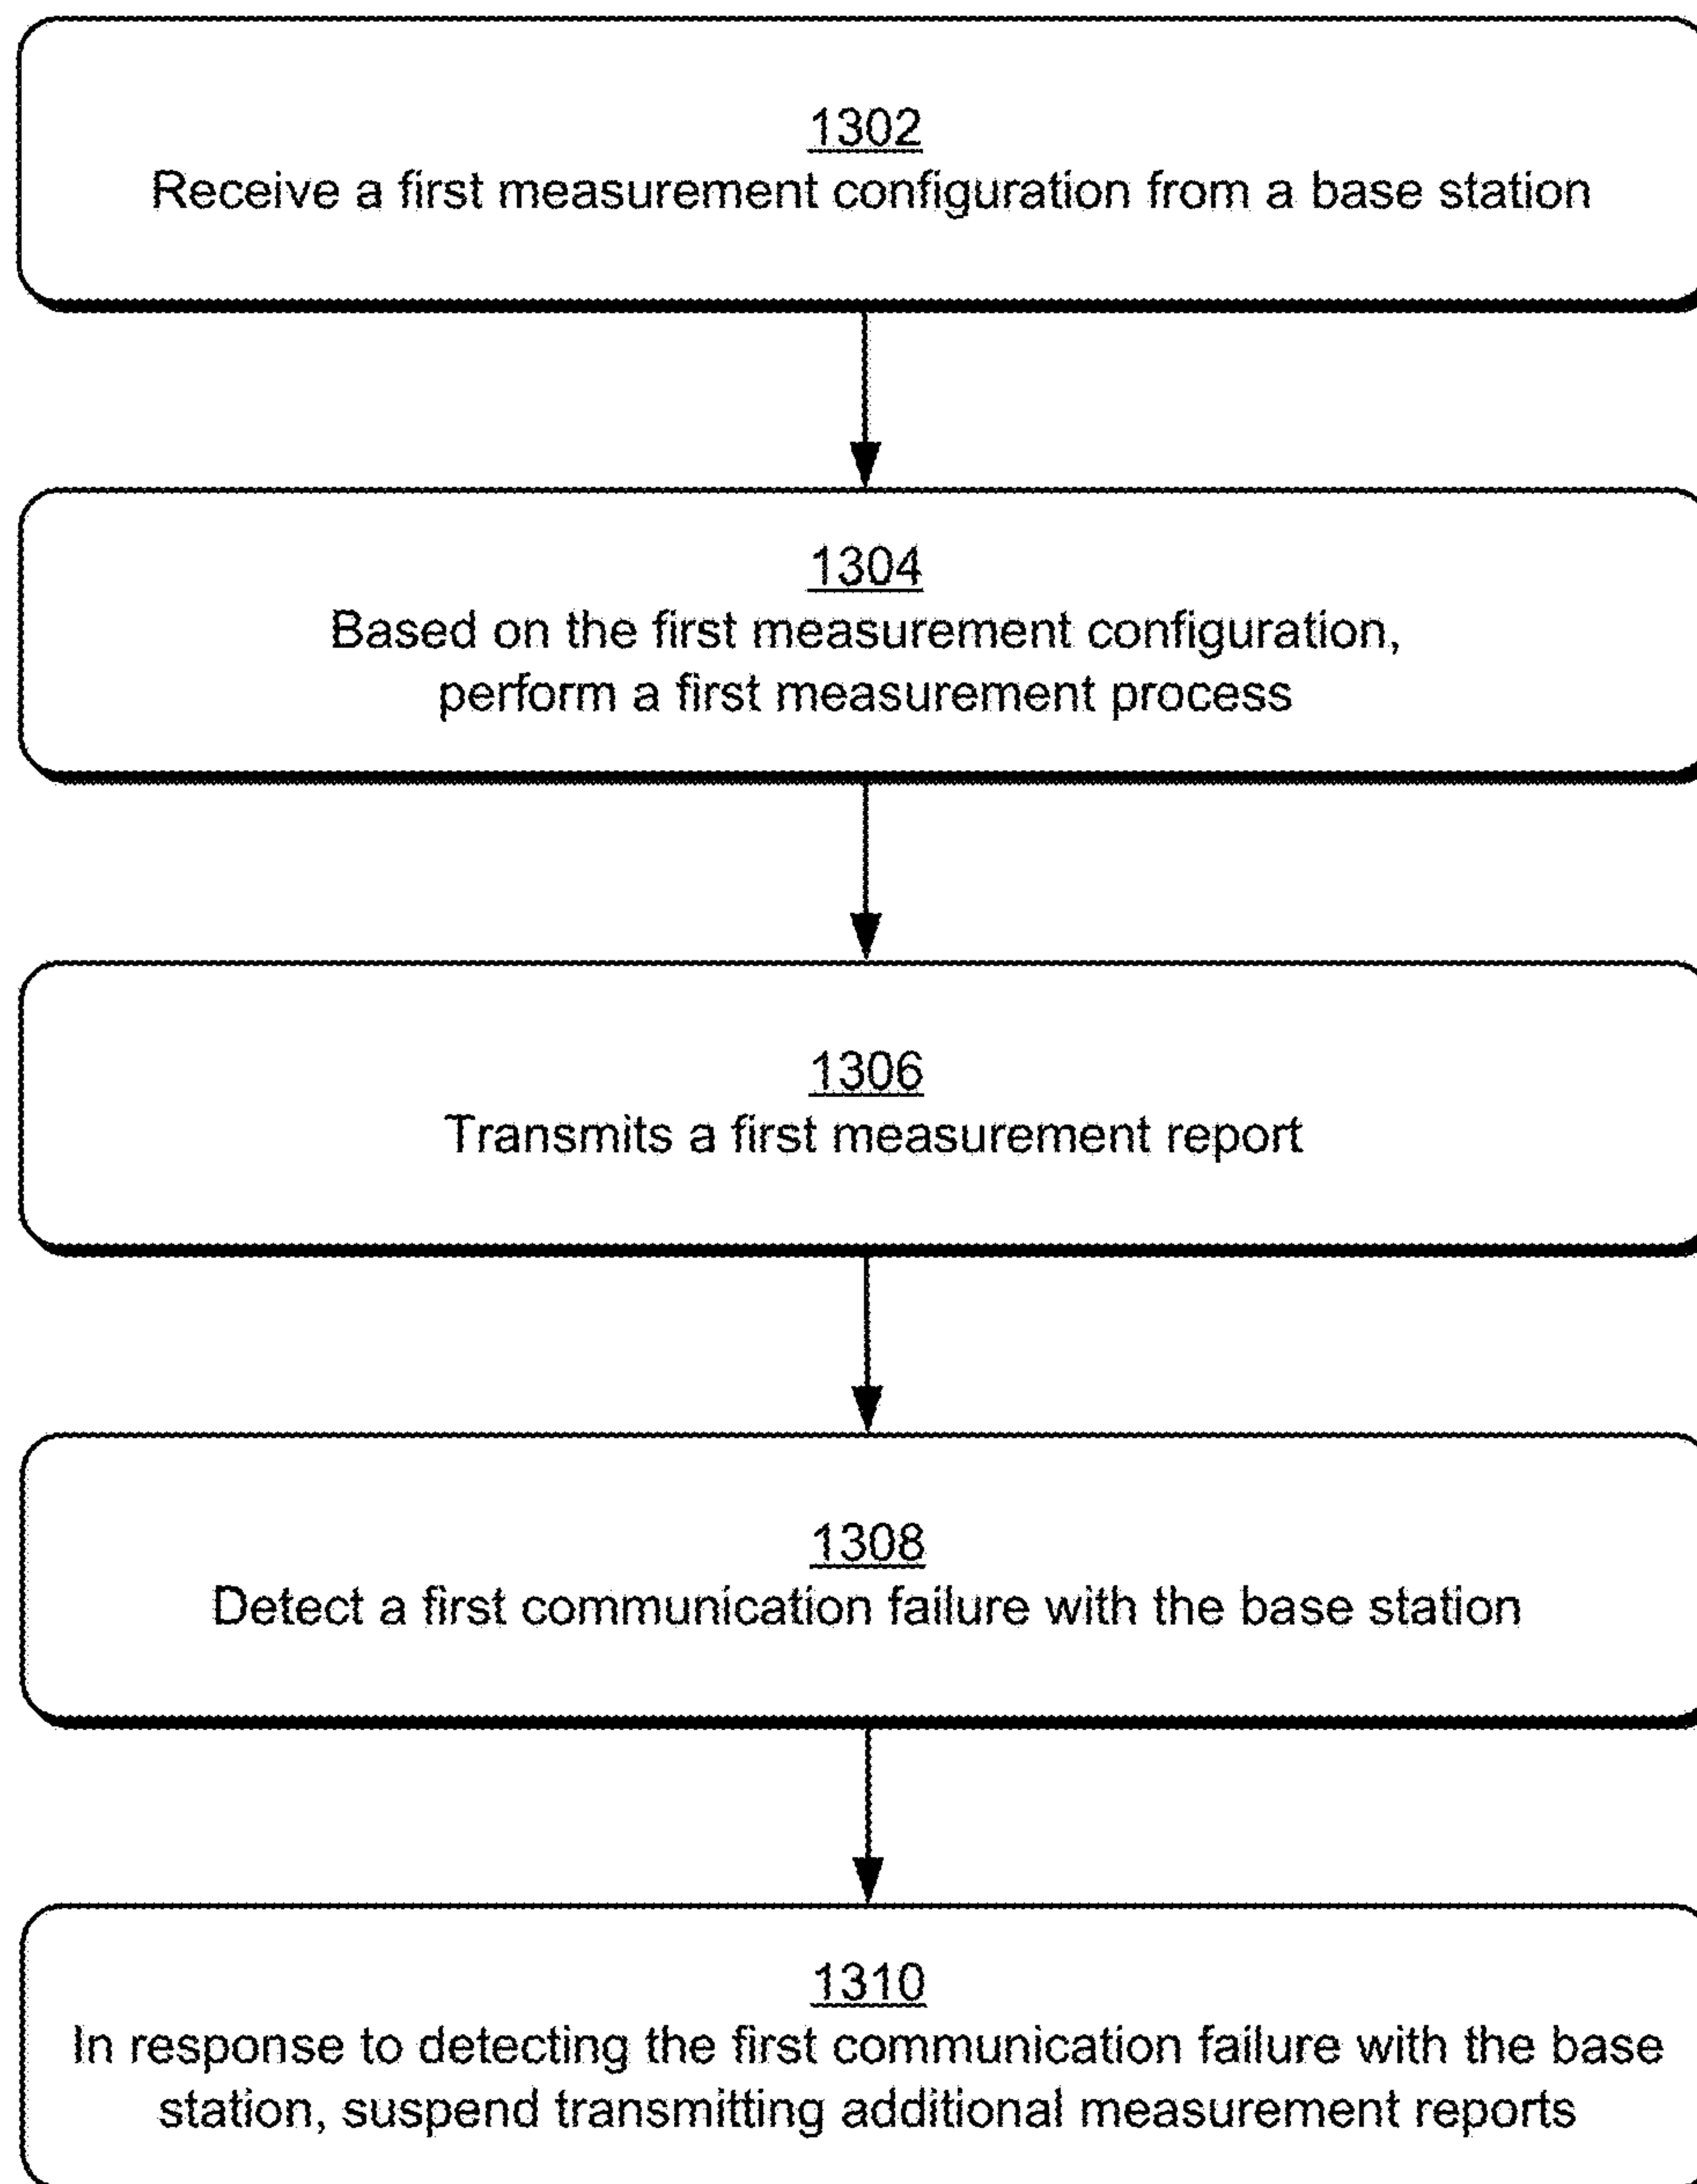 1302
Receive a first measurement configuration from a base station
1304
Based on the first measurement configuration,
perform a first measurement process
1306
Transmits a first measurement report
1308
Detect a first communication failure with the base station
1310
In response to detecting the first communication failure with the base
station, suspend transmitting additional measurement reports